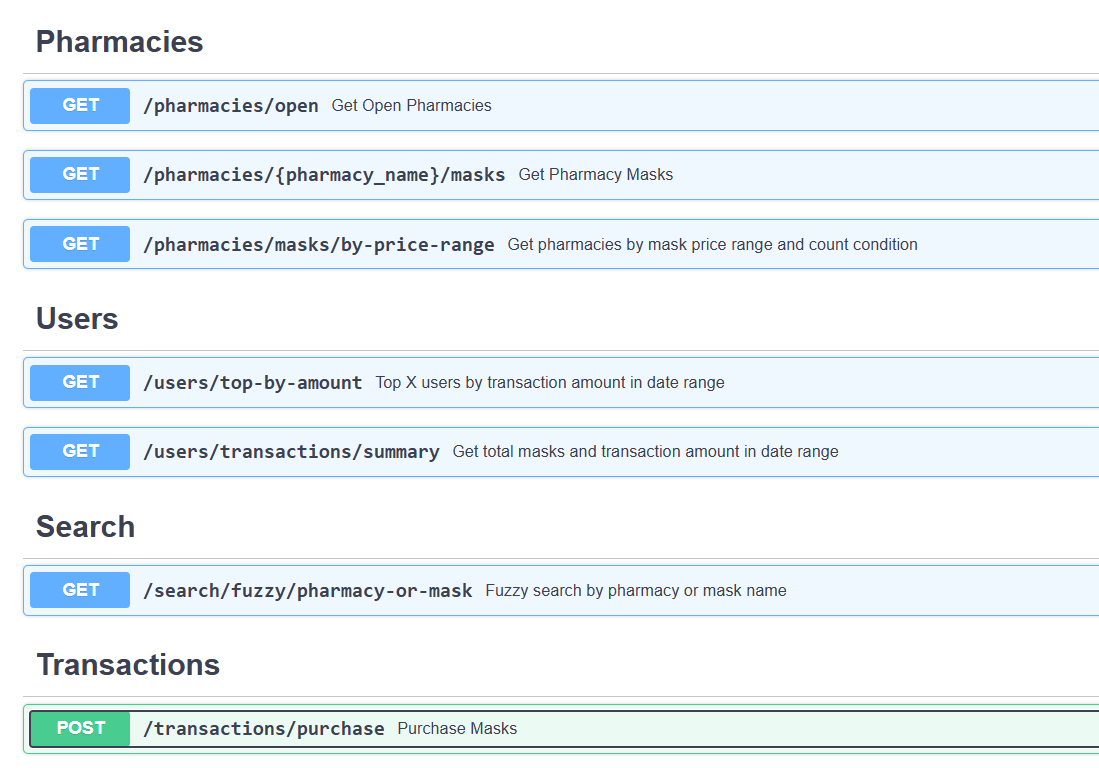 Pharmacies
GET /pharmacies/open Get Open Pharmacies
GET /pharmacies/{pharmacy_name}/masks Get Pharmacy Masks
GET /pharmacies/masks/by-price-range Get pharmacies by mask price range and count condition
Users
GET /users/top-by-amount Top X users by transaction amount in date range
GET /users/transactions/summary Get total masks and transaction amount in date range
Search
GET /search/fuzzy/pharmacy-or-mask Fuzzy search by pharmacy or mask name
Transactions
POST /transactions/purchase Purchase Masks